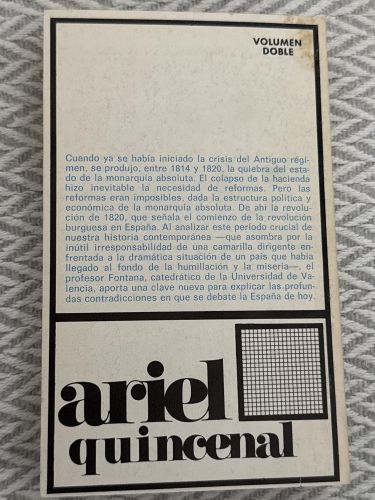 VOLUMEN
DOBLE
Cuando ya se había iniciado la crisis del Antiguo régi-
men, se produjo, entre 1814 y 1820, la quiebra del esta-
do de la monarquía absoluta. El colapso de la hacienda
hizo inevitable la necesidad de reformas. Pero las
reformas eran imposibles, dada la estructura política y
económica de la monarquía absoluta. De ahí la revolu-
ción de 1820, que señala el comienzo de la revolución
burguesa en España. Al analizar este período crucial de
nuestra historia contemporánea —que asombra por la
inútil irresponsabilidad de una camarilla dirigente en-
frentada a la dramática situación de un país que había
llegado al fondo de la humillación y la miseria—, el
profesor Fontana, catedrático de la Universidad de Va-
lencia, aporta una clave nueva para explicar las profun-
das contradicciones en que se debate la España de hoy.
ariel
quincenal